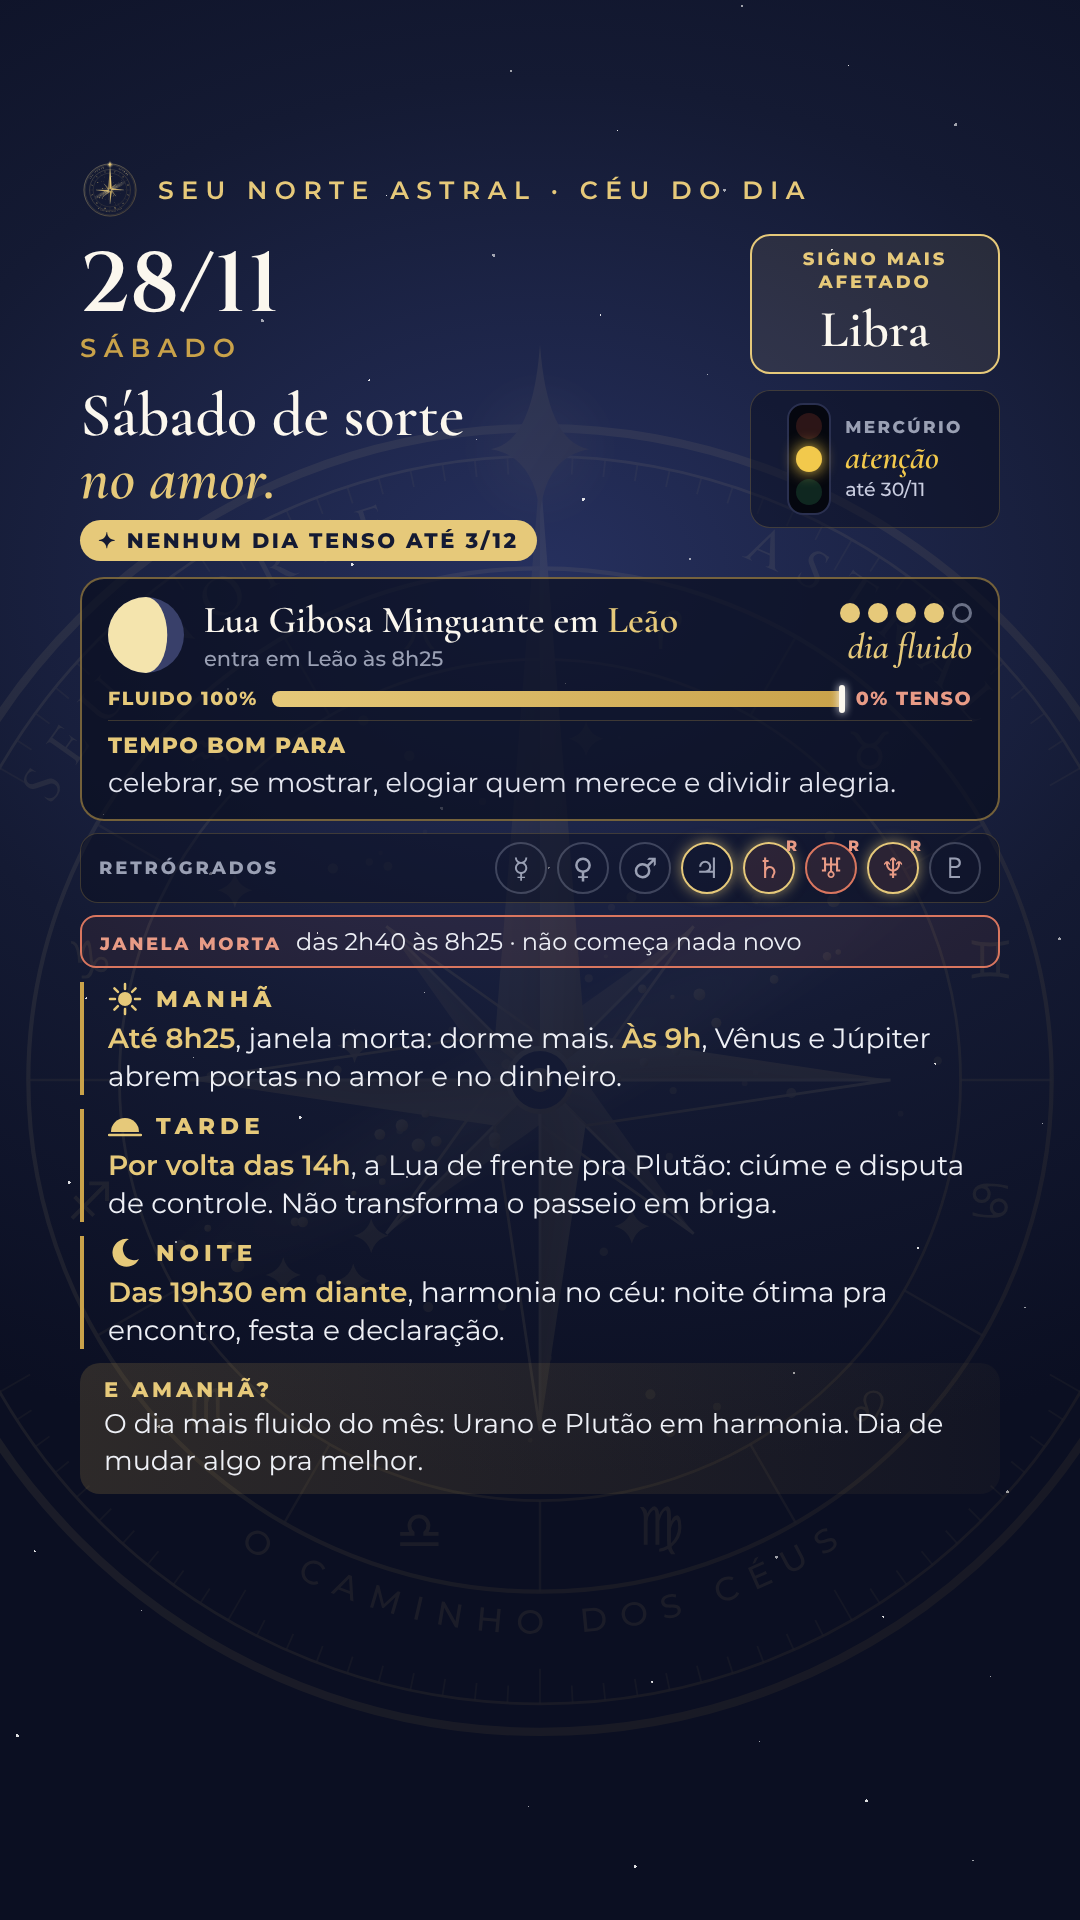 SEU NORTE ASTRAL · CÉU DO DIA
28/11
SÁBADO
Sábado de sorte
no amor.
✦ NENHUM DIA TENSO ATÉ 3/12
SIGNO MAIS
AFETADO
Libra
MERCÚRIO
atenção
até 30/11
Lua Gibosa Minguante em Leão
entra em Leão às 8h25
dia fluido
FLUIDO 100%
0% TENSO
TEMPO BOM PARA
celebrar, se mostrar, elogiar quem merece e dividir alegria.
RETRÓGRADOS
☿ ♀ ♂ ♃ ♄ R ♅ R ♆ R ♇
JANELA MORTA das 2h40 às 8h25 · não começa nada novo
MANHÃ
Até 8h25, janela morta: dorme mais. Às 9h, Vênus e Júpiter
abrem portas no amor e no dinheiro.
TARDE
Por volta das 14h, a Lua de frente pra Plutão: ciúme e disputa
de controle. Não transforma o passeio em briga.
NOITE
Das 19h30 em diante, harmonia no céu: noite ótima pra
encontro, festa e declaração.
E AMANHÃ?
O dia mais fluido do mês: Urano e Plutão em harmonia. Dia de
mudar algo pra melhor.
O CAMINHO DOS CÉUS